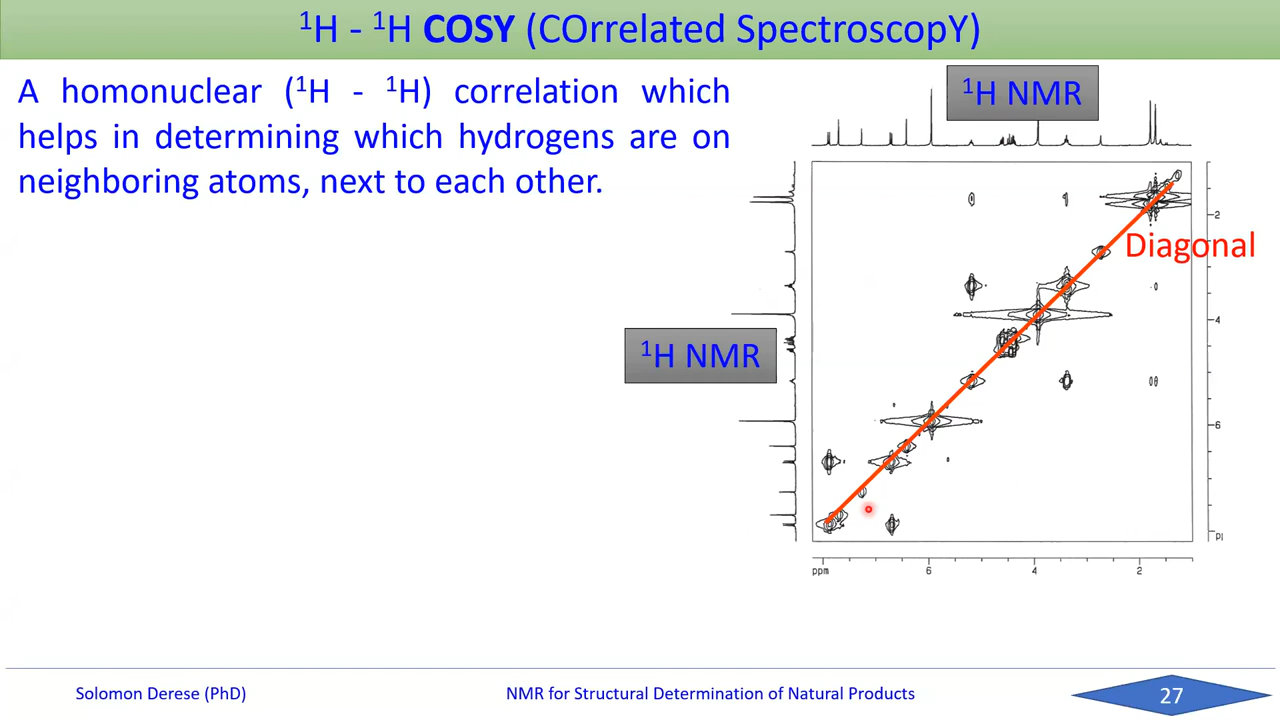 ¹H - ¹H COSY (COrrelated SpectroscopY)
A homonuclear (¹H - ¹H) correlation which
helps in determining which hydrogens are on
neighboring atoms, next to each other.
¹H NMR
2
Diagonal
4
¹H NMR
6
ppm 6 4 2
Solomon Derese (PhD)
NMR for Structural Determination of Natural Products
27